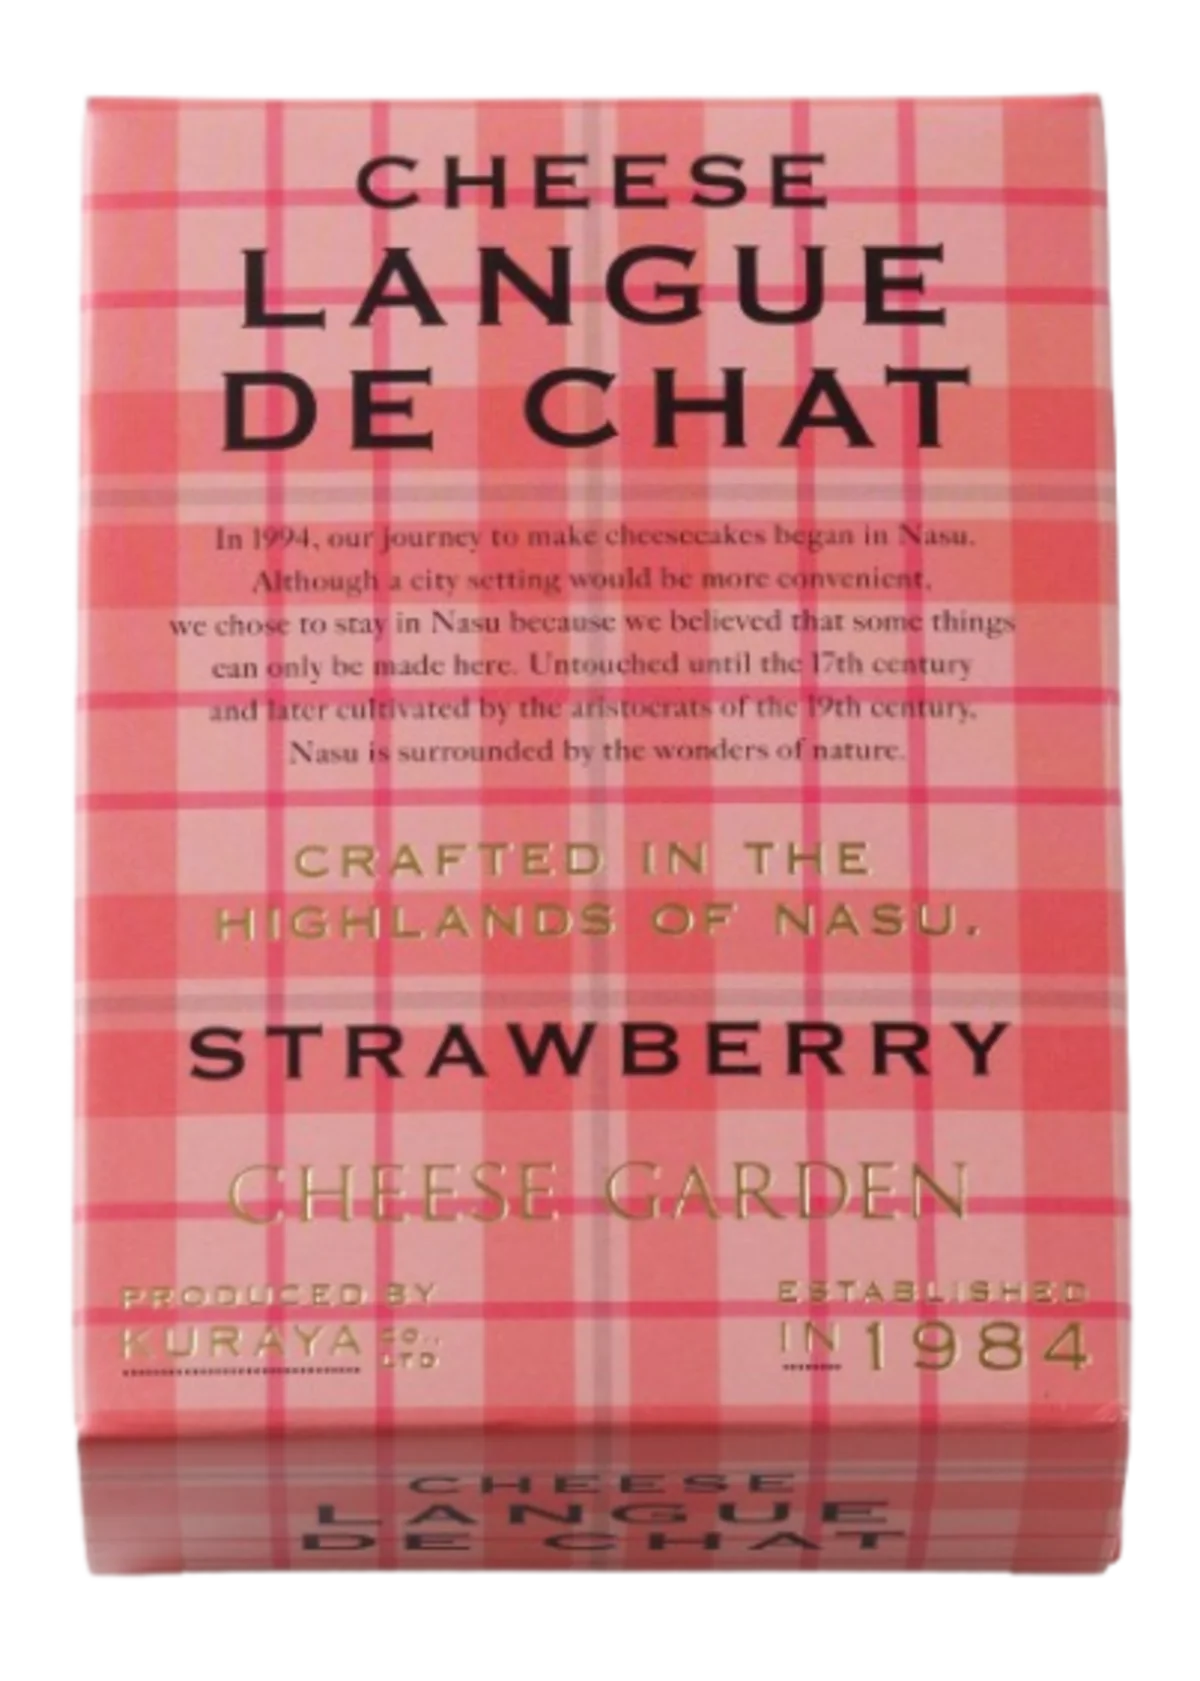 CHEESE
LANGUE
DE CHAT
In 1994, our journey to make cheesecakes began in Nasu.
Although a city setting would be more convenient,
we chose to stay in Nasu because we believed that some things
can only be made here. Untouched until the 17th century
and later cultivated by the aristocrats of the 19th century,
Nasu is surrounded by the wonders of nature.
CRAFTED IN THE
HIGHLANDS OF NASU.
STRAWBERRY
CHEESE GARDEN
PRODUCED BY
KURAYA CO., LTD
ESTABLISHED
IN 1984
CHEESE
LANGUE
DE CHAT